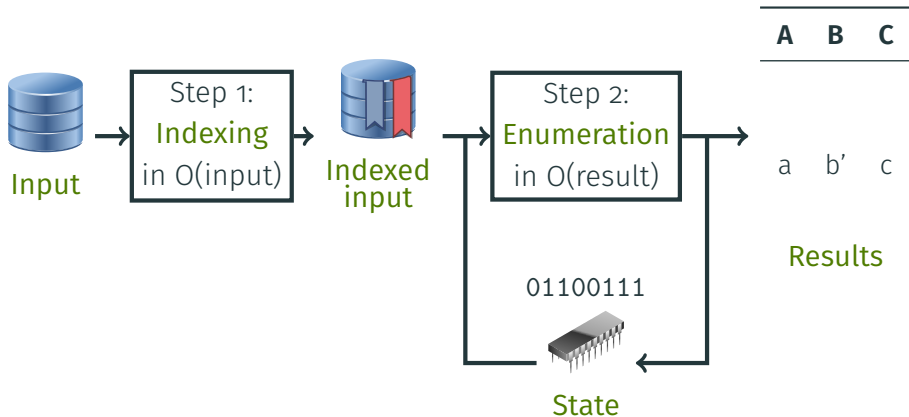 Input
Step 1:
Indexing
in O(input)
Indexed
input
Step 2:
Enumeration
in O(result)
A B C
a b' c
Results
01100111
State